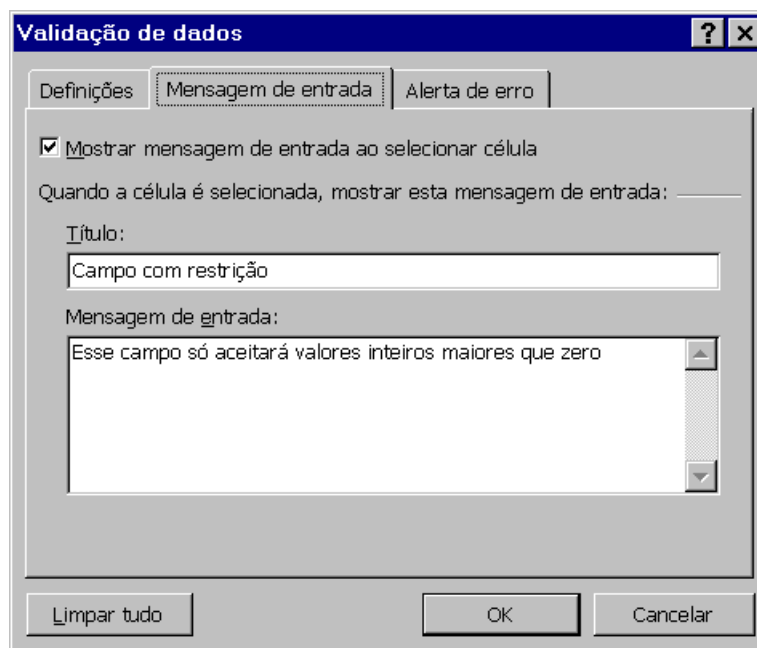 Validação de dados
Definições Mensagem de entrada Alerta de erro
Mostrar mensagem de entrada ao selecionar célula
Quando a célula é selecionada, mostrar esta mensagem de entrada:
Título:
Campo com restrição
Mensagem de entrada:
Esse campo só aceitará valores inteiros maiores que zero
Limpar tudo OK Cancelar